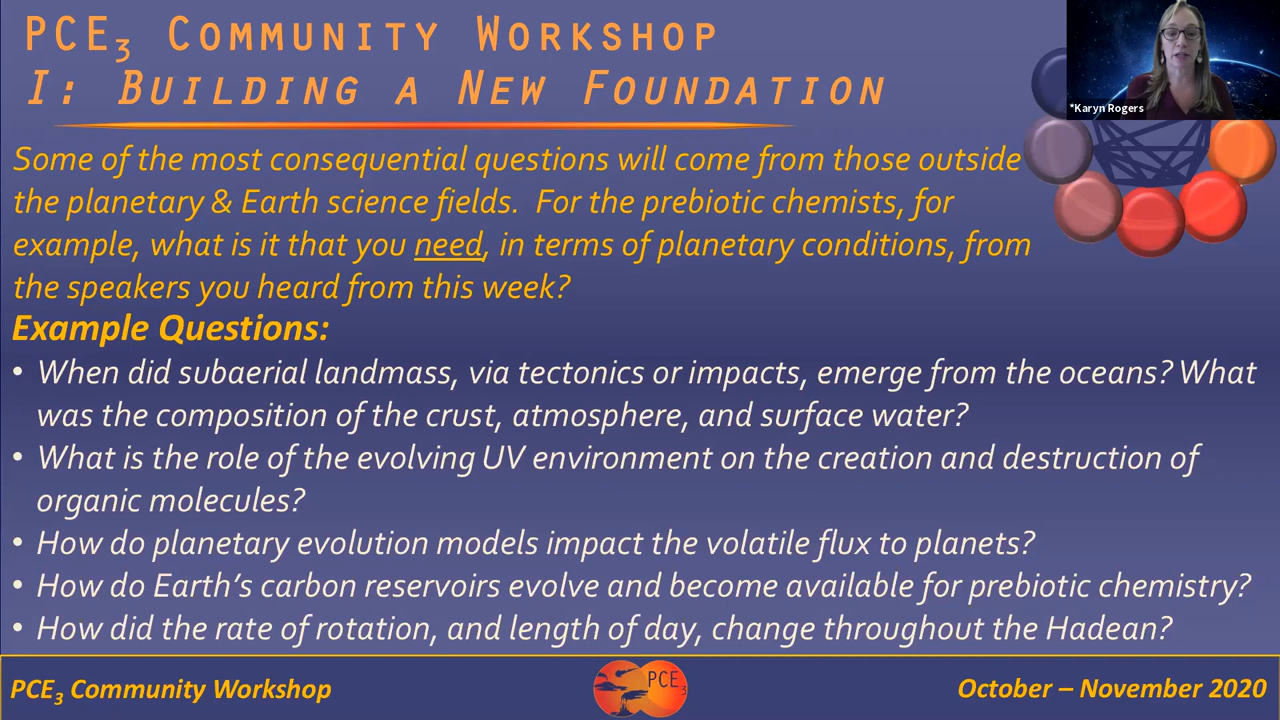 PCE₃ Community Workshop
I: Building a New Foundation
*Karyn Rogers
Some of the most consequential questions will come from those outside
the planetary & Earth science fields. For the prebiotic chemists, for
example, what is it that you need, in terms of planetary conditions, from
the speakers you heard from this week?
Example Questions:
• When did subaerial landmass, via tectonics or impacts, emerge from the oceans? What
was the composition of the crust, atmosphere, and surface water?
• What is the role of the evolving UV environment on the creation and destruction of
organic molecules?
• How do planetary evolution models impact the volatile flux to planets?
• How do Earth’s carbon reservoirs evolve and become available for prebiotic chemistry?
• How did the rate of rotation, and length of day, change throughout the Hadean?
PCE₃ Community Workshop
PCE₃
October – November 2020